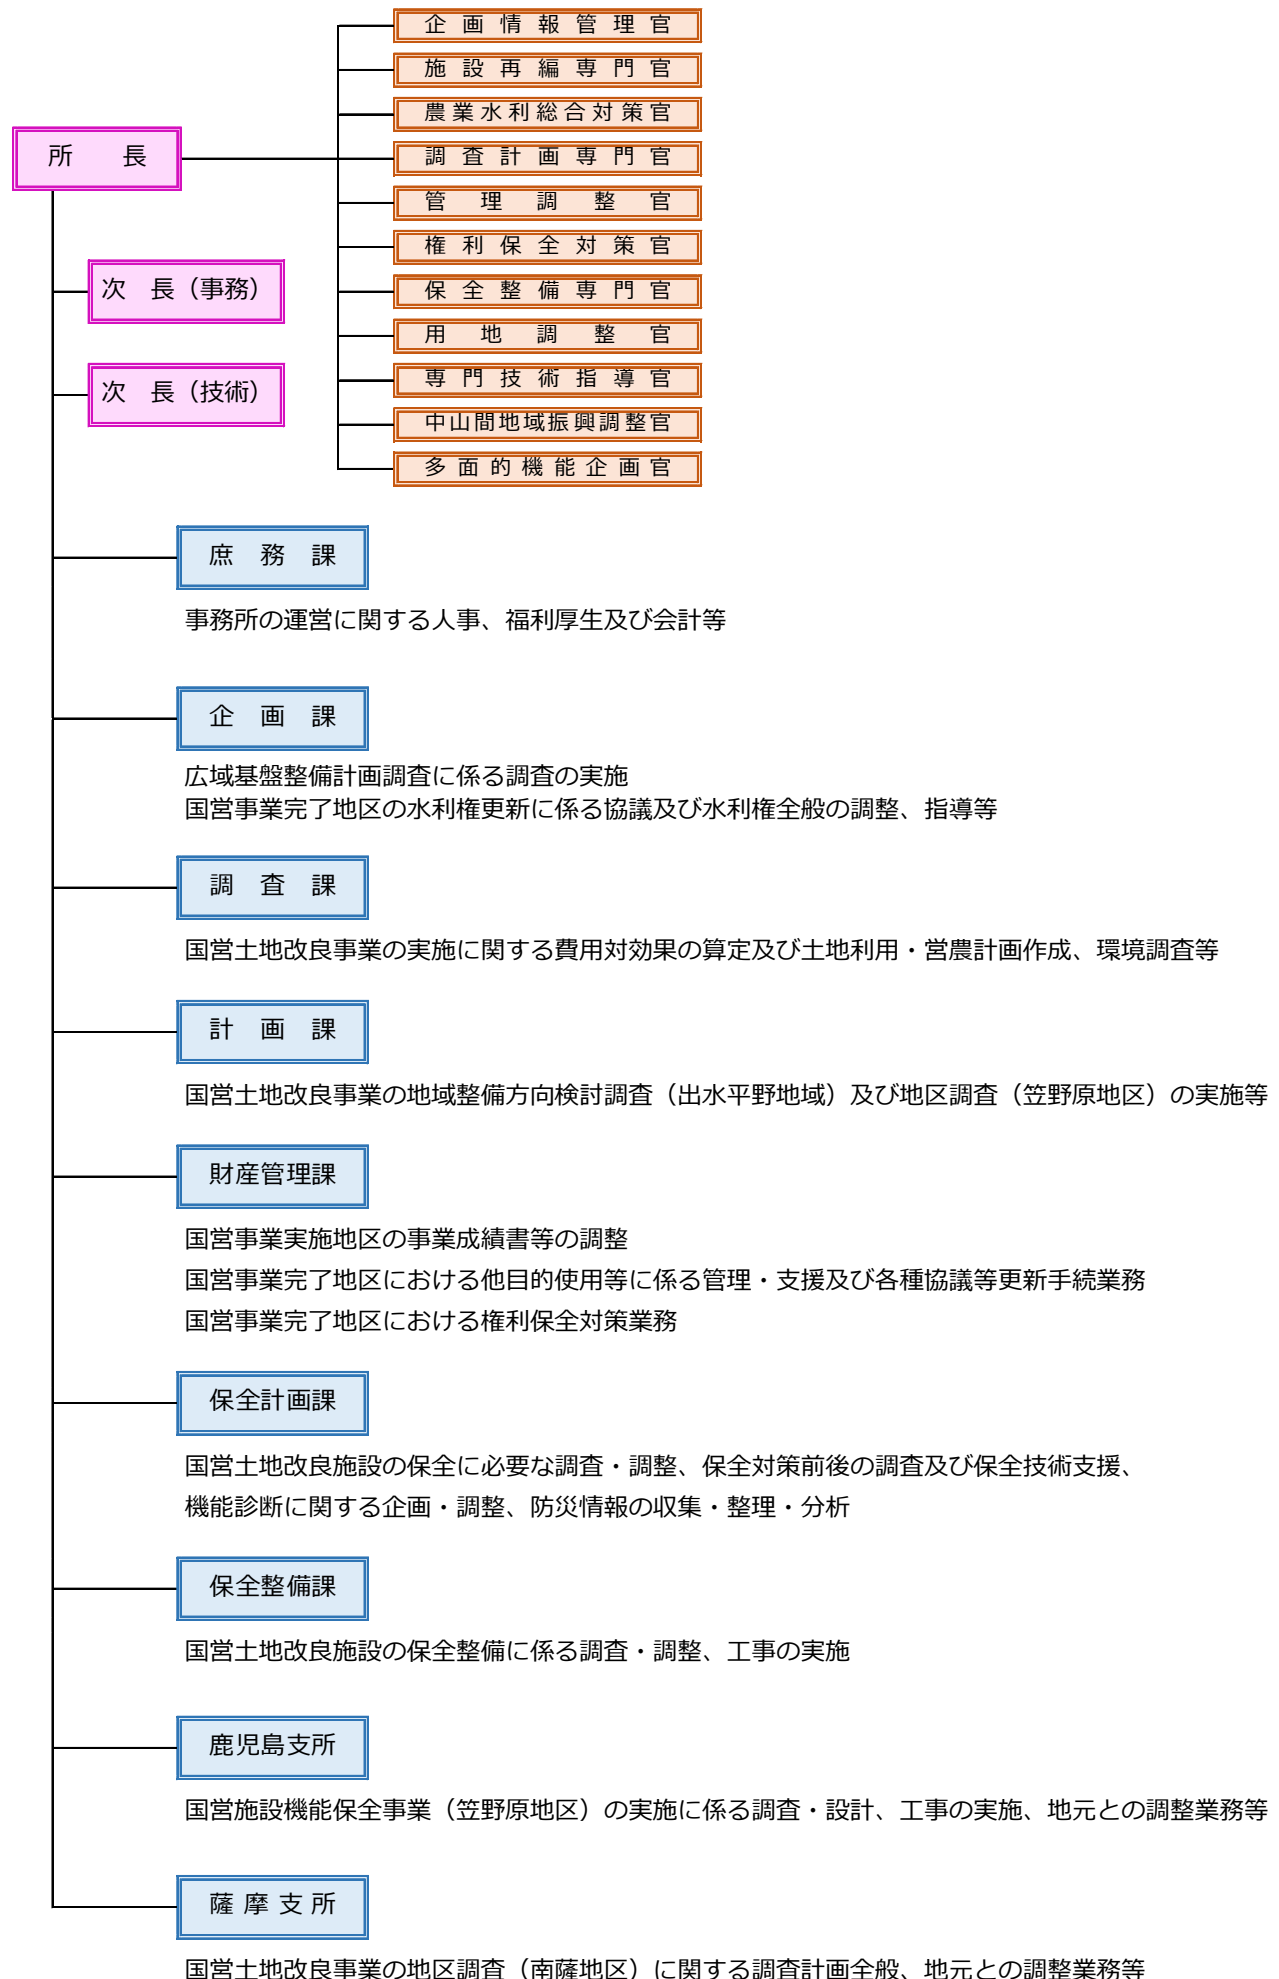 企画情報管理官
施設再編専門官
農業水利総合対策官
所　長
調査計画専門官
管理調整官
権利保全対策官
次　長（事務）
保全整備専門官
用地調整官
次　長（技術）
専門技術指導官
中山間地域振興調整官
多面的機能企画官
庶　務　課
事務所の運営に関する人事、福利厚生及び会計等
企　画　課
広域基盤整備計画調査に係る調査の実施
国営事業完了地区の水利権更新に係る協議及び水利権全般の調整、指導等
調　査　課
国営土地改良事業の実施に関する費用対効果の算定及び土地利用・営農計画作成、環境調査等
計　画　課
国営土地改良事業の地域整備方向検討調査（出水平野地域）及び地区調査（笠野原地区）の実施等
財産管理課
国営事業実施地区の事業成績書等の調整
国営事業完了地区における他目的使用等に係る管理・支援及び各種協議等更新手続業務
国営事業完了地区における権利保全対策業務
保全計画課
国営土地改良施設の保全に必要な調査・調整、保全対策前後の調査及び保全技術支援、
機能診断に関する企画・調整、防災情報の収集・整理・分析
保全整備課
国営土地改良施設の保全整備に係る調査・調整、工事の実施
鹿児島支所
国営施設機能保全事業（笠野原地区）の実施に係る調査・設計、工事の実施、地元との調整業務等
薩摩支所
国営土地改良事業の地区調査（南薩地区）に関する調査計画全般、地元との調整業務等